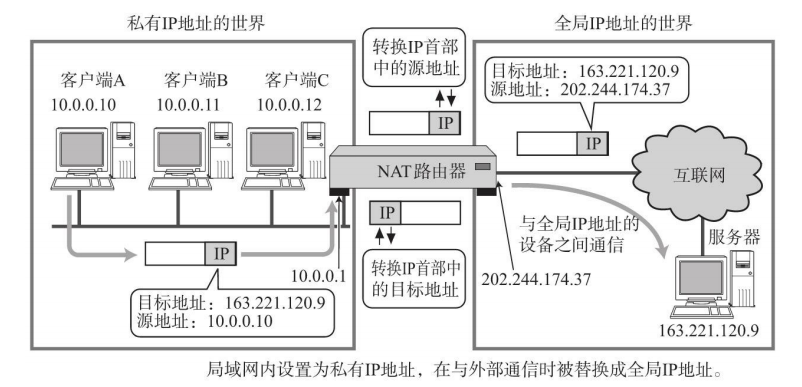 私有IP地址的世界
全局IP地址的世界
客户端A
10.0.0.10
客户端B
10.0.0.11
客户端C
10.0.0.12
转换IP首部
中的源地址
IP
目标地址：163.221.120.9
源地址：202.244.174.37
IP
NAT路由器
互联网
IP
IP
10.0.0.1
转换IP首部中
的目标地址
202.244.174.37
与全局IP地址的
设备之间通信
服务器
163.221.120.9
目标地址：163.221.120.9
源地址：10.0.0.10
局域网内设置为私有IP地址，在与外部通信时被替换成全局IP地址。